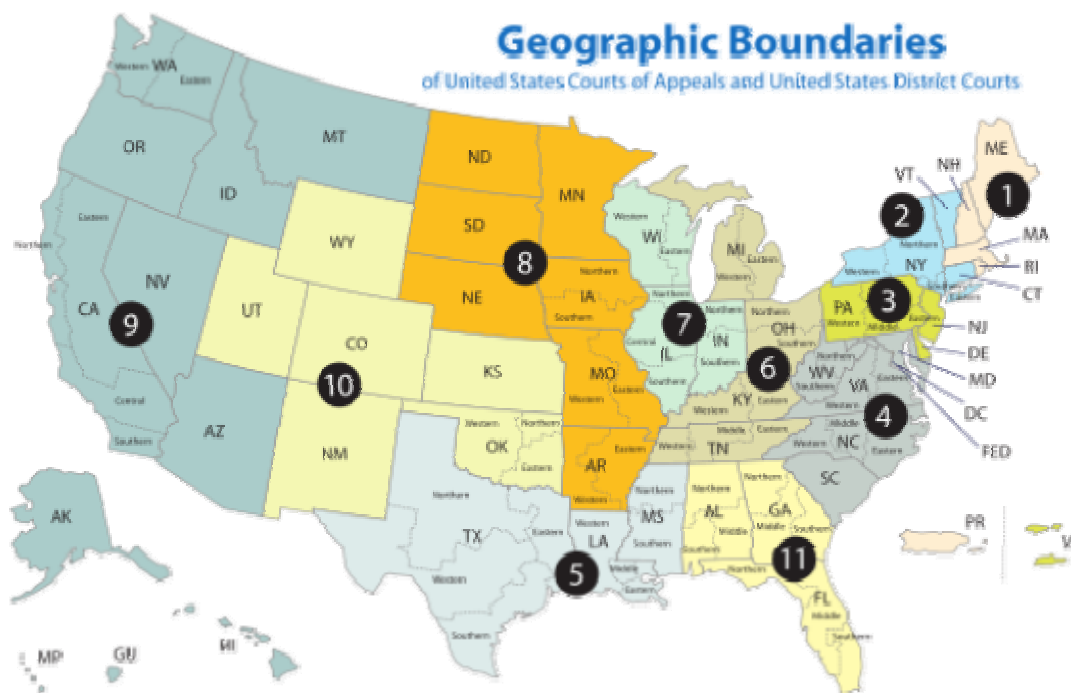 Geographic Boundaries
of United States Courts of Appeals and United States District Courts
WA
Western
Eastern
MT
OR
ID
ND
MN
SD
WY
8
NE
IA
Northern
Southern
Western
WI
Eastern
MI
Eastern
Western
ME
NH
VT
1
2
Northern
MA
Western
NY
RI
Southern
Eastern
CT
3
PA
Eastern
Western
Middle
NJ
DE
MD
DC
FED
Eastern
Northern
NV
CA
9
Central
Southern
UT
CO
10
KS
7
Northern
Central
IL
Southern
Northern
IN
Southern
Northern
OH
Southern
6
Northern
WV
Southern
VA
Eastern
Western
4
MO
Eastern
Western
KY
Western
Eastern
Middle
Western
NC
Eastern
AZ
NM
Western
Northern
OK
Eastern
Eastern
AR
Western
Western
Middle
Eastern
TN
SC
AK
Northern
TX
Eastern
Western
Southern
Western
LA
Middle
Eastern
5
Northern
MS
Southern
Northern
AL
Middle
Southern
Northern
GA
Middle
Southern
11
Northern
FL
Middle
Southern
PR
MP
GU
HI